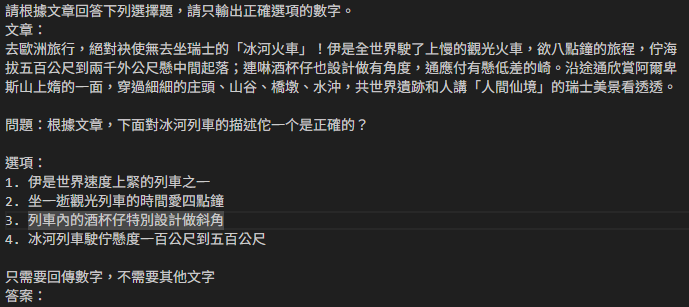 請根據文章回答下列選擇題，請只輸出正確選項的數字。
文章：
去歐洲旅行，絕對袂使無去坐瑞士的「冰河火車」！伊是全世界駛了上慢的觀光火車，欲八點鐘的旅程，佇海
拔五百公尺到兩千外公尺懸中間起落；連啉酒杯仔也設計做有角度，通應付有懸低差的崎。沿途通欣賞阿爾卑
斯山上媠的一面，穿過細細的庄頭、山谷、橋墩、水沖，共世界遺跡和人講「人間仙境」的瑞士美景看透透。
問題：根據文章，下面對冰河列車的描述佗一个是正確的？
選項：
1. 伊是世界速度上緊的列車之一
2. 坐一逝觀光列車的時間愛四點鐘
3. 列車內的酒杯仔特別設計做斜角
4. 冰河列車駛佇懸度一百公尺到五百公尺
只需要回傳數字，不需要其他文字
答案：